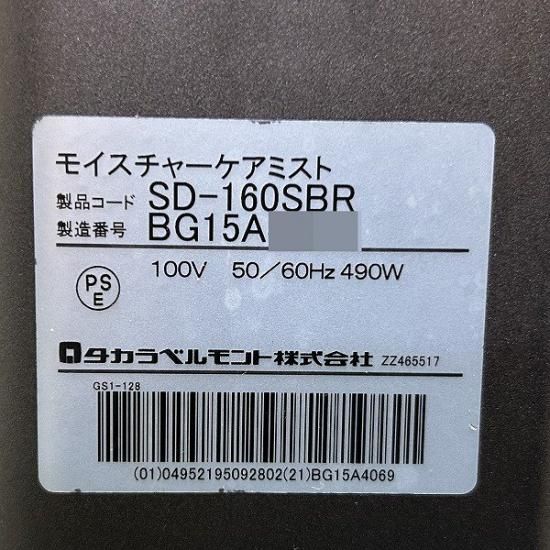 モイスチャーケアミスト
製品コード SD-160SBR
製造番号 BG15A
100V 50/60Hz 490W
PS
E
タカラベルモント株式会社 ZZ465517
GS1-128
(01)04952195092802(21)BG15A4069